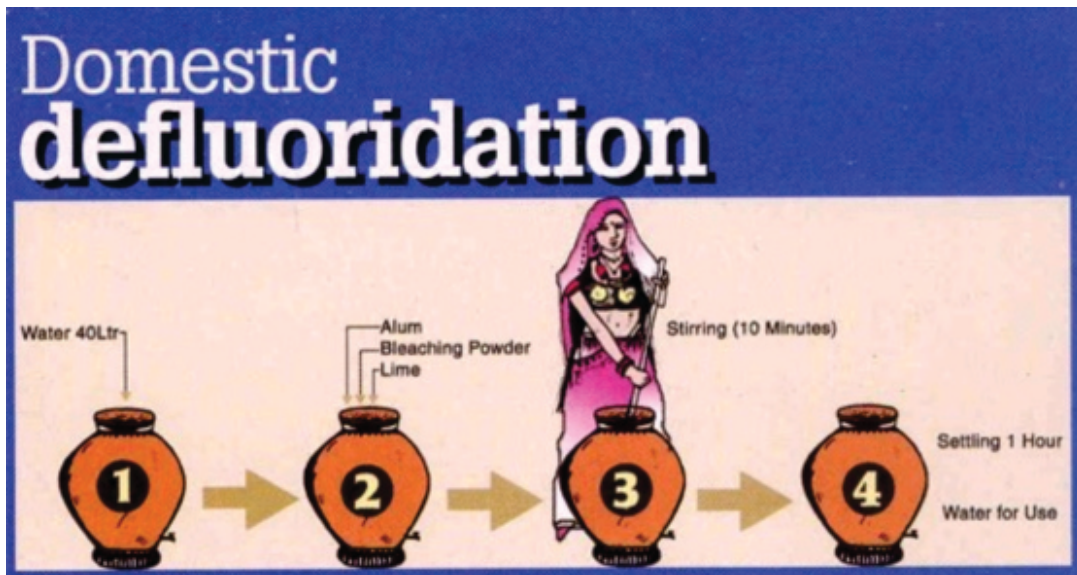 Domestic
defluoridation
Water 40Ltr
Alum
Bleaching Powder
Lime
Stirring (10 Minutes)
1
2
3
4
Settling 1 Hour
Water for Use